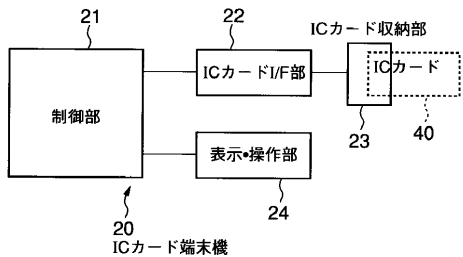 21
22
ICカード収納部
制御部
ICカードI/F部
ICカード
23
40
表示•操作部
24
20
ICカード端末機